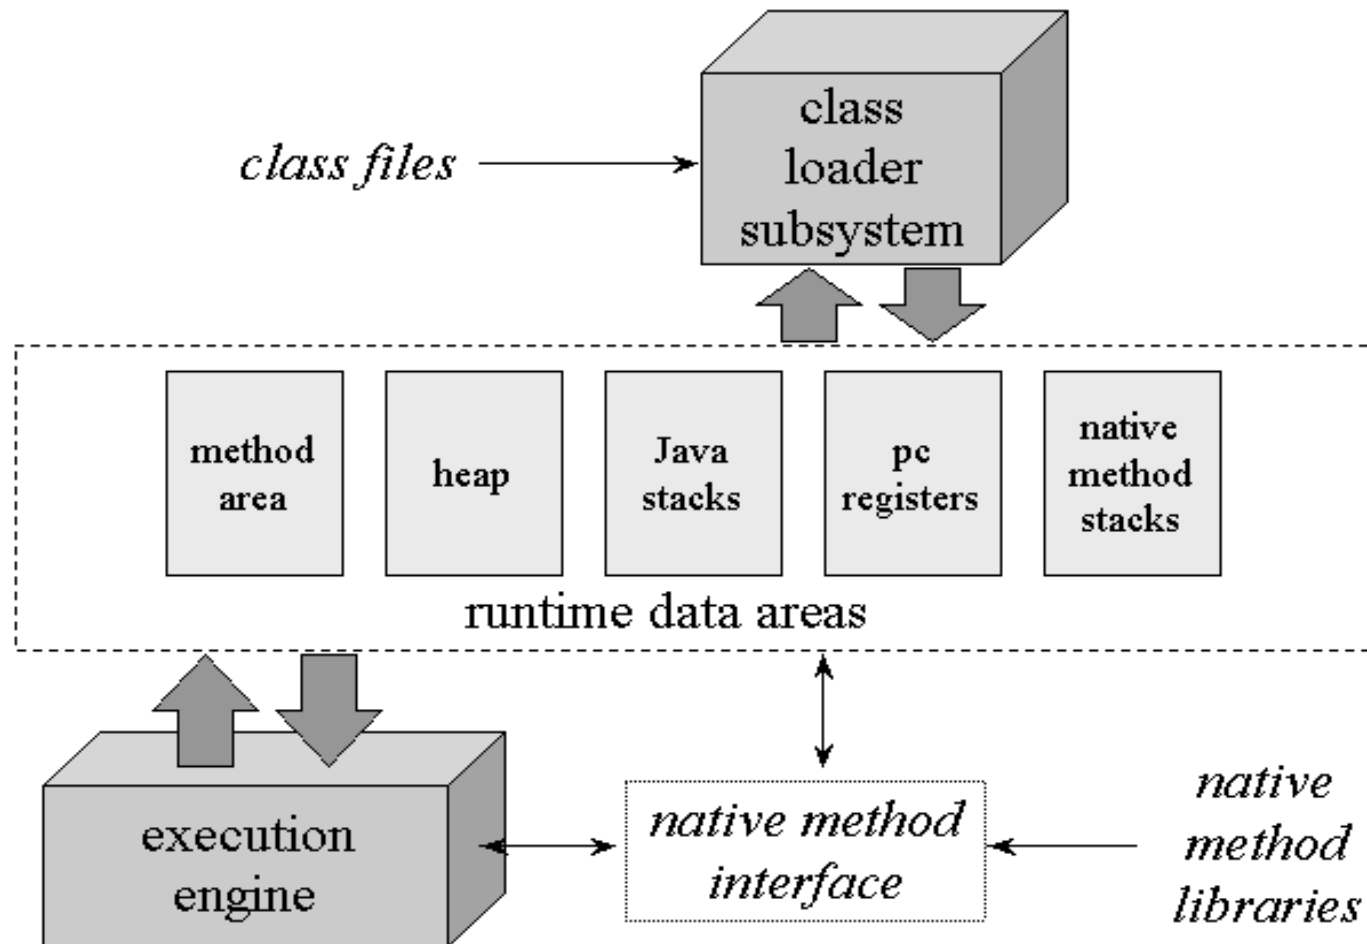 class
loader
subsystem
class files
method
area
heap
Java
stacks
pc
registers
native
method
stacks
runtime data areas
execution
engine
native method
interface
native
method
libraries